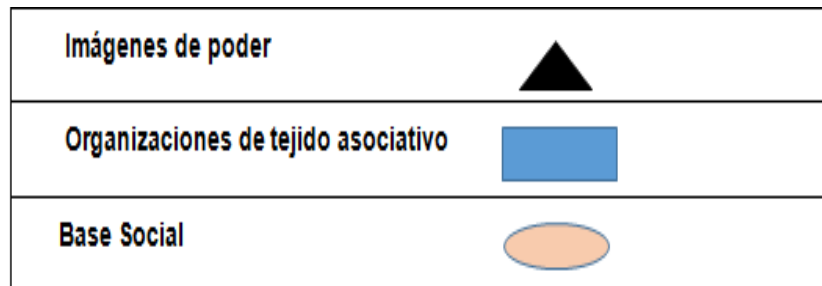 Imágenes de poder
Organizaciones de tejido asociativo
Base Social